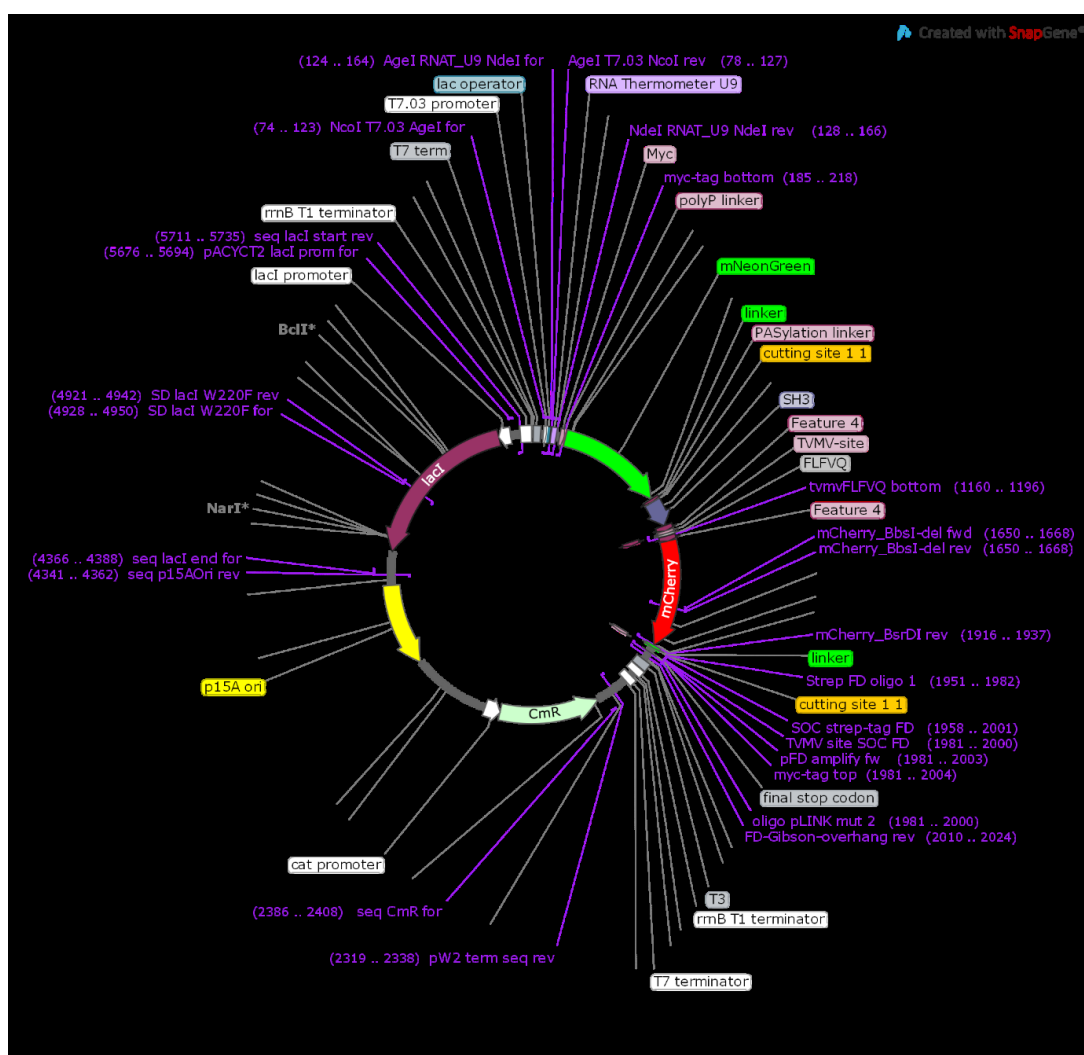 Created with SnapGene®
(124 .. 164) AgeI RNAT_U9 NdeI for
AgeI T7.03 NcoI rev (78 .. 127)
lac operator
RNA Thermometer U9
T7.03 promoter
(74 .. 123) NcoI T7.03 AgeI for
NdeI RNAT_U9 NdeI rev (128 .. 166)
T7 term
Myc
myc-tag bottom (185 .. 218)
polyP linker
rrnB T1 terminator
(5711 .. 5735) seq lacI start rev
(5676 .. 5694) pACYCT2 lacI prom for
lacI promoter
mNeonGreen
linker
BclI*
PASylation linker
cutting site 1 1
(4921 .. 4942) SD lacI W220F rev
(4928 .. 4950) SD lacI W220F for
SH3
Feature 4
TVMV-site
FLFVQ
lacI
tvmvFLFVQ bottom (1160 .. 1196)
NarI*
Feature 4
mCherry_BbsI-del fwd (1650 .. 1668)
mCherry_BbsI-del rev (1650 .. 1668)
(4366 .. 4388) seq lacI end for
(4341 .. 4362) seq p15AOri rev
mCherry
mCherry_BsrDI rev (1916 .. 1937)
linker
Strep FD oligo 1 (1951 .. 1982)
p15A ori
cutting site 1 1
CmR
SOC strep-tag FD (1958 .. 2001)
TVMV site SOC FD (1981 .. 2000)
pFD amplify fw (1981 .. 2003)
myc-tag top (1981 .. 2004)
final stop codon
oligo pLINK mut 2 (1981 .. 2000)
FD-Gibson-overhang rev (2010 .. 2024)
cat promoter
T3
(2386 .. 2408) seq CmR for
rrnB T1 terminator
(2319 .. 2338) pW2 term seq rev
T7 terminator